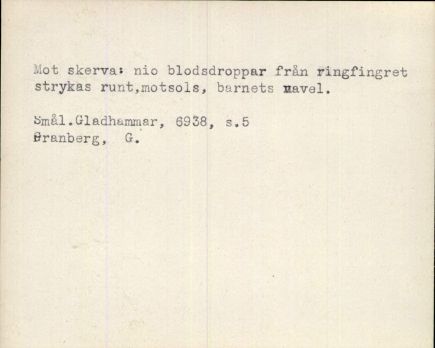 Mot skerva: nio blodsdroppar från ringfingret
strykas runt,motsols, barnets navel.
Smål.Gladhammar, 6938, s.5
Granberg, G.